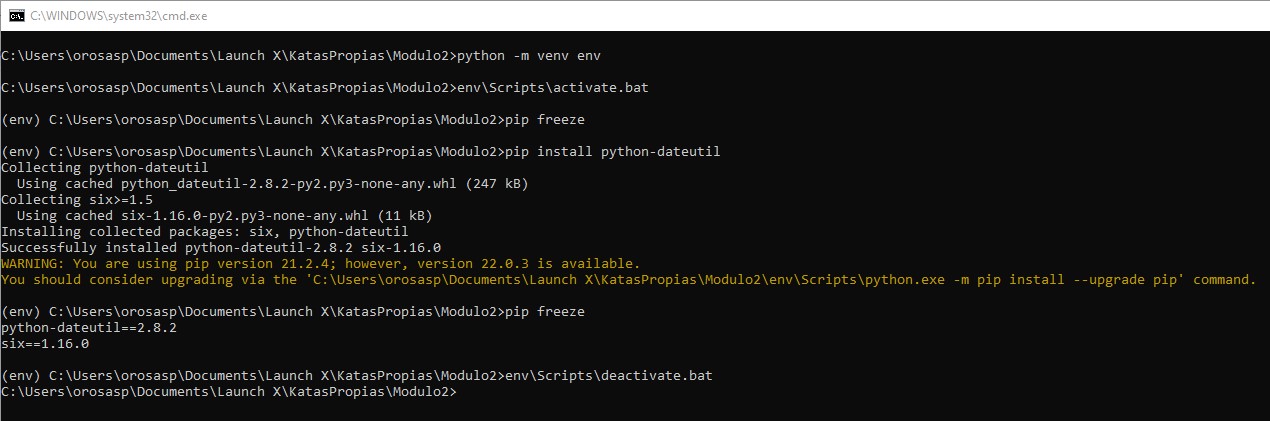 C:\WINDOWS\system32\cmd.exe
C:\Users\orosasp\Documents\Launch X\KatasPropias\Modulo2>python -m venv env
C:\Users\orosasp\Documents\Launch X\KatasPropias\Modulo2>env\Scripts\activate.bat
(env) C:\Users\orosasp\Documents\Launch X\KatasPropias\Modulo2>pip freeze
(env) C:\Users\orosasp\Documents\Launch X\KatasPropias\Modulo2>pip install python-dateutil
Collecting python-dateutil
  Using cached python_dateutil-2.8.2-py2.py3-none-any.whl (247 kB)
Collecting six>=1.5
  Using cached six-1.16.0-py2.py3-none-any.whl (11 kB)
Installing collected packages: six, python-dateutil
Successfully installed python-dateutil-2.8.2 six-1.16.0
WARNING: You are using pip version 21.2.4; however, version 22.0.3 is available.
You should consider upgrading via the 'C:\Users\orosasp\Documents\Launch X\KatasPropias\Modulo2\env\Scripts\python.exe -m pip install --upgrade pip' command.
(env) C:\Users\orosasp\Documents\Launch X\KatasPropias\Modulo2>pip freeze
python-dateutil==2.8.2
six==1.16.0
(env) C:\Users\orosasp\Documents\Launch X\KatasPropias\Modulo2>env\Scripts\deactivate.bat
C:\Users\orosasp\Documents\Launch X\KatasPropias\Modulo2>